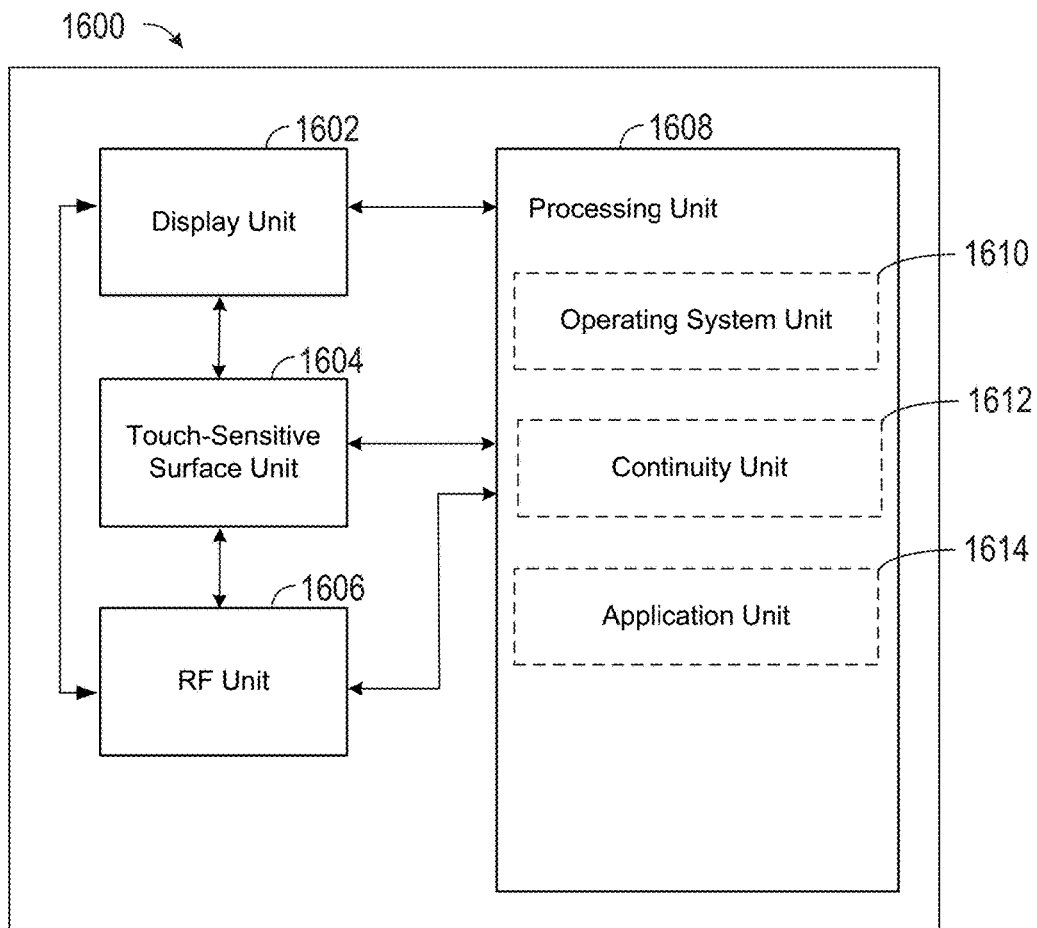 1600
1602
Display Unit
1604
Touch-Sensitive
Surface Unit
1606
RF Unit
1608
Processing Unit
1610
Operating System Unit
1612
Continuity Unit
1614
Application Unit